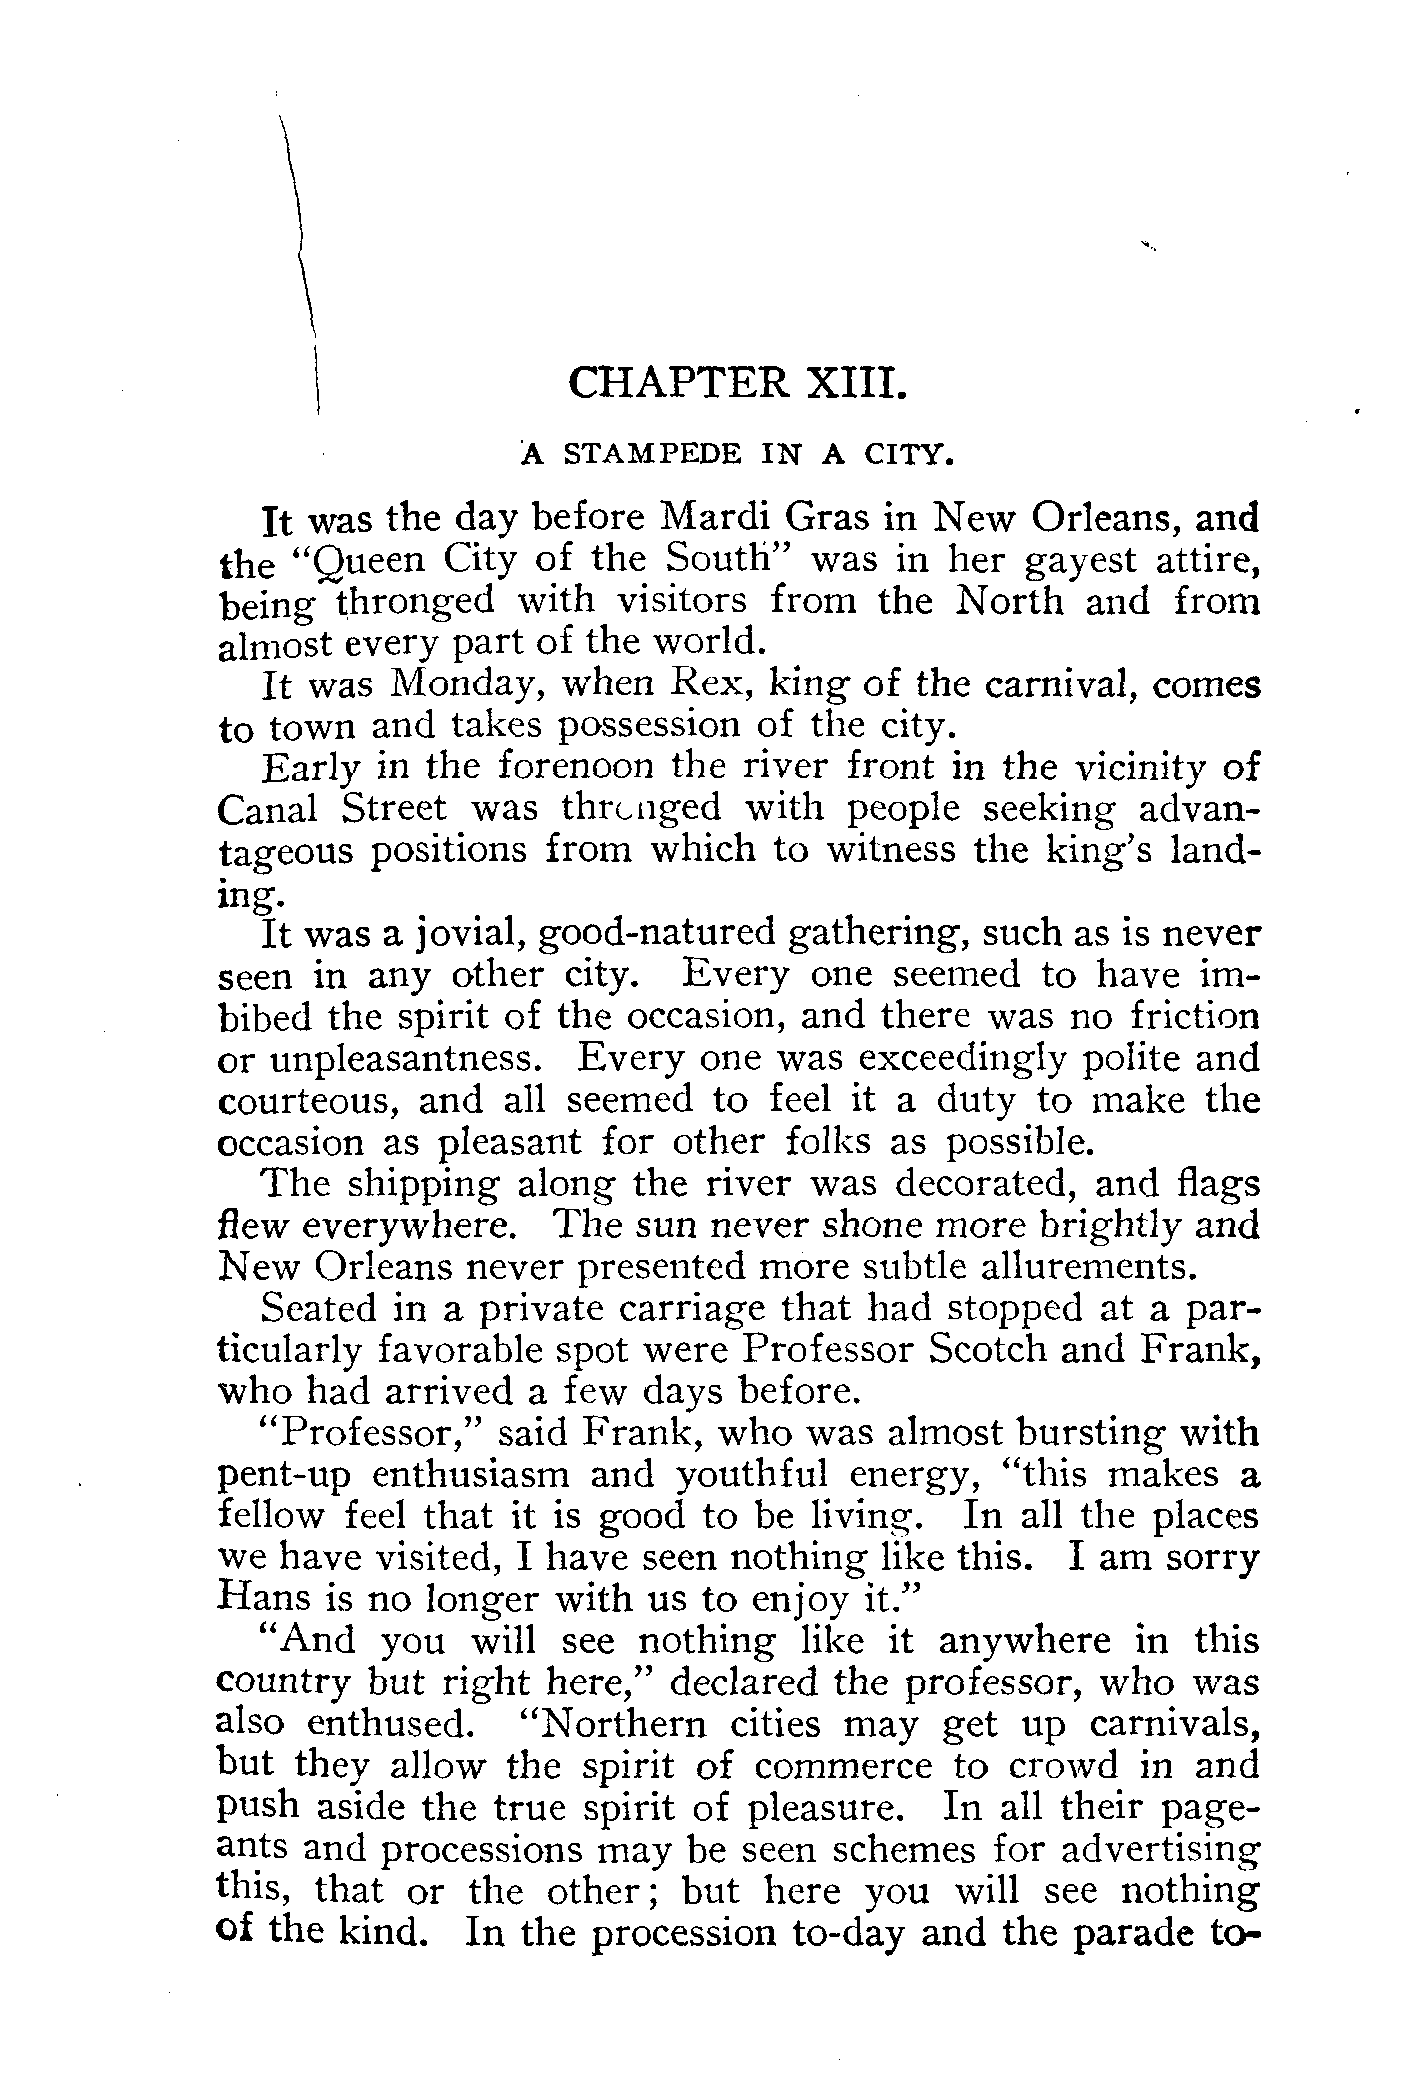 CHAPTER XIII.
A STAMPEDE IN A CITY.
It was the day before Mardi Gras in New Orleans, and
the "Queen City of the South" was in her gayest attire,
being thronged with visitors from the North and from
almost every part of the world.
It was Monday, when Rex, king of the carnival, comes
to town and takes possession of the city.
Early in the forenoon the river front in the vicinity of
Canal Street was thronged with people seeking advan-
tageous positions from which to witness the king's land-
ing.
It was a jovial, good-natured gathering, such as is never
seen in any other city. Every one seemed to have im-
bibed the spirit of the occasion, and there was no friction
or unpleasantness. Every one was exceedingly polite and
courteous, and all seemed to feel it a duty to make the
occasion as pleasant for other folks as possible.
The shipping along the river was decorated, and flags
flew everywhere. The sun never shone more brightly and
New Orleans never presented more subtle allurements.
Seated in a private carriage that had stopped at a par-
ticularly favorable spot were Professor Scotch and Frank,
who had arrived a few days before.
"Professor," said Frank, who was almost bursting with
pent-up enthusiasm and youthful energy, "this makes a
fellow feel that it is good to be living. In all the places
we have visited, I have seen nothing like this. I am sorry
Hans is no longer with us to enjoy it."
"And you will see nothing like it anywhere in this
country but right here," declared the professor, who was
also enthused. "Northern cities may get up carnivals,
but they allow the spirit of commerce to crowd in and
push aside the true spirit of pleasure. In all their page-
ants and processions may be seen schemes for advertising
this, that or the other; but here you will see nothing
of the kind. In the procession to-day and the parade to-